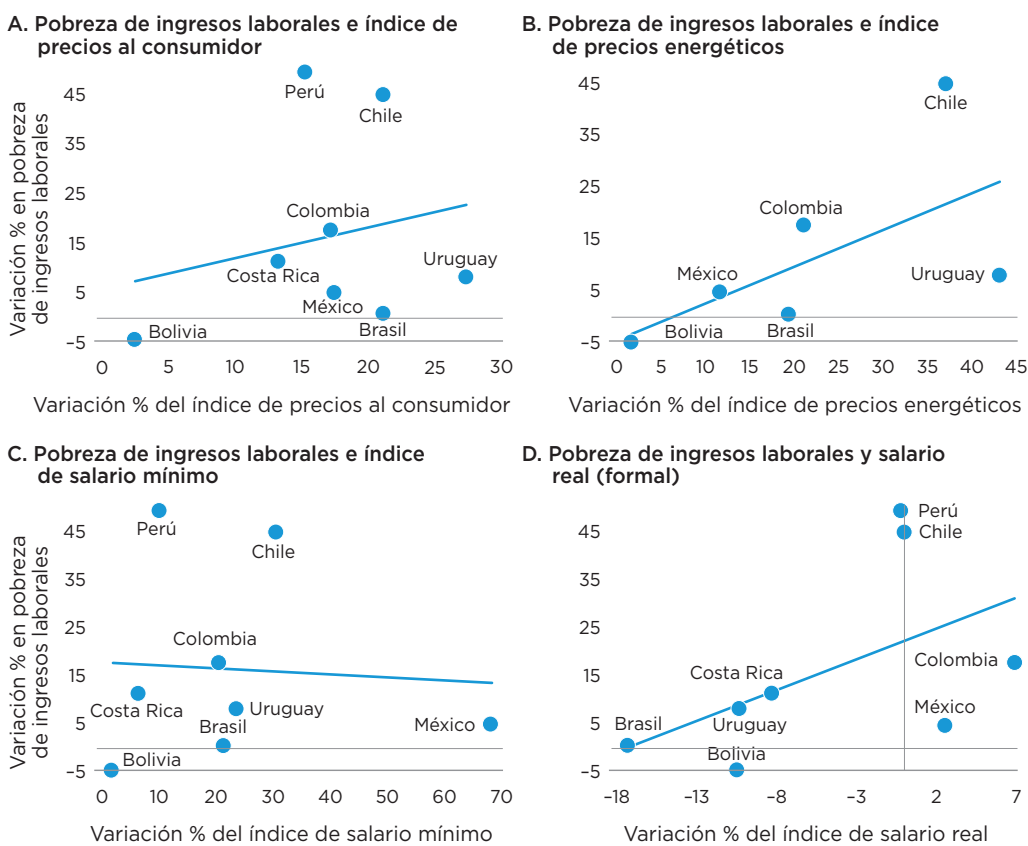 A. Pobreza de ingresos laborales e índice de
precios al consumidor
Variación % en pobreza
de ingresos laborales
45
35
25
15
5
–5
Perú
Chile
Colombia
Costa Rica
Uruguay
México
Brasil
Bolivia
0 5 10 15 20 25 30
Variación % del índice de precios al consumidor
B. Pobreza de ingresos laborales e índice
de precios energéticos
45
35
25
15
5
–5
Chile
Colombia
México
Uruguay
Bolivia
Brasil
0 5 10 15 20 25 30 35 40 45
Variación % del índice de precios energéticos
C. Pobreza de ingresos laborales e índice
de salario mínimo
Variación % en pobreza
de ingresos laborales
45
35
25
15
5
–5
Perú
Chile
Colombia
Costa Rica
Uruguay
Brasil
México
Bolivia
0 10 20 30 40 50 60 70
Variación % del índice de salario mínimo
D. Pobreza de ingresos laborales y salario
real (formal)
45
35
25
15
5
–5
Perú
Chile
Colombia
Costa Rica
México
Brasil
Uruguay
Bolivia
–18 –13 –8 –3 2 7
Variación % del índice de salario real